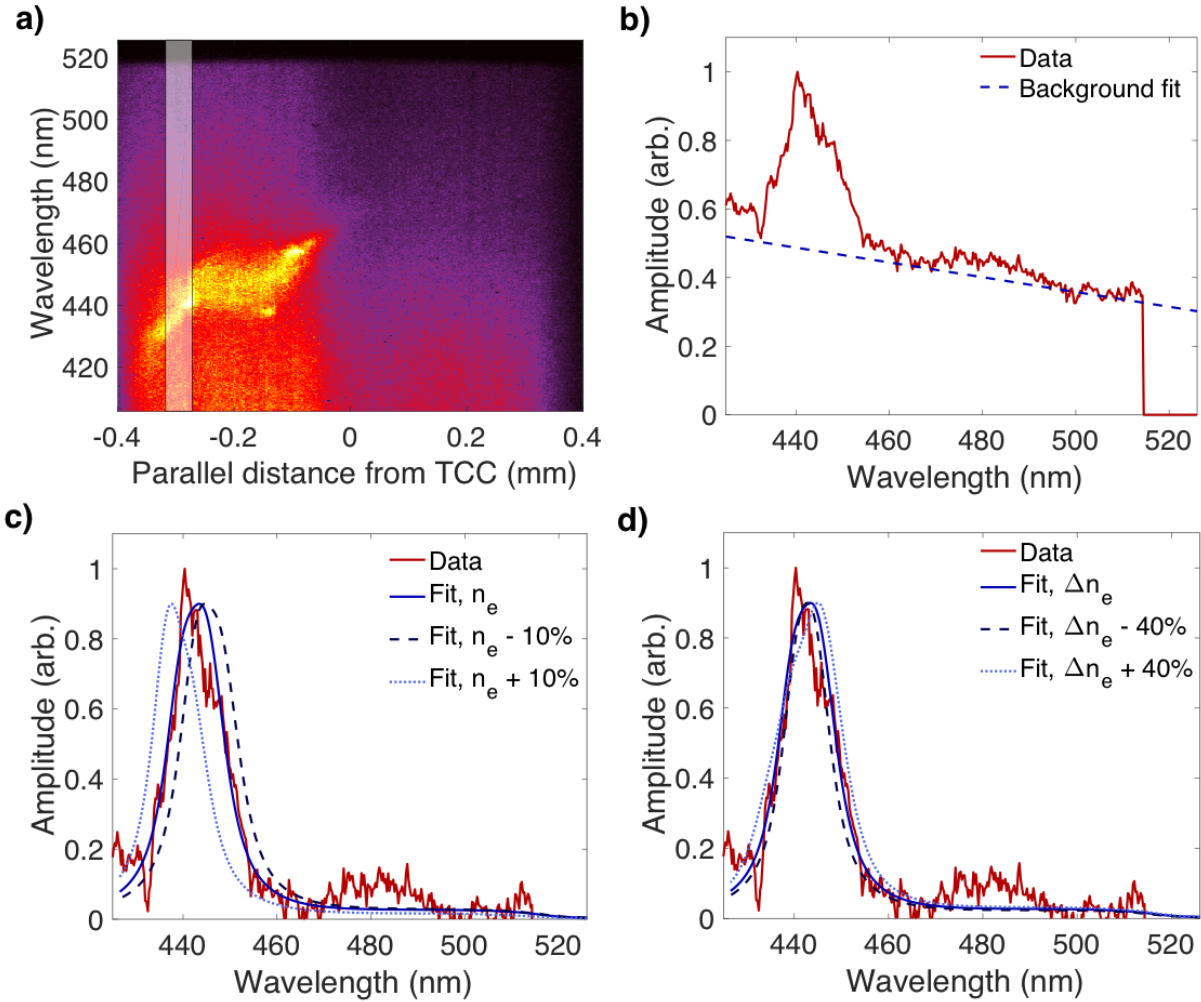 a)
520
500
480
460
440
420
-0.4 -0.2 0 0.2 0.4
Wavelength (nm)
Parallel distance from TCC (mm)
b)
Data
Background fit
1
0.8
0.6
0.4
0.2
0
440 460 480 500 520
Amplitude (arb.)
Wavelength (nm)
c)
Data
Fit, n_e
Fit, n_e - 10%
Fit, n_e + 10%
1
0.8
0.6
0.4
0.2
0
440 460 480 500 520
Amplitude (arb.)
Wavelength (nm)
d)
Data
Fit, Δn_e
Fit, Δn_e - 40%
Fit, Δn_e + 40%
1
0.8
0.6
0.4
0.2
0
440 460 480 500 520
Amplitude (arb.)
Wavelength (nm)